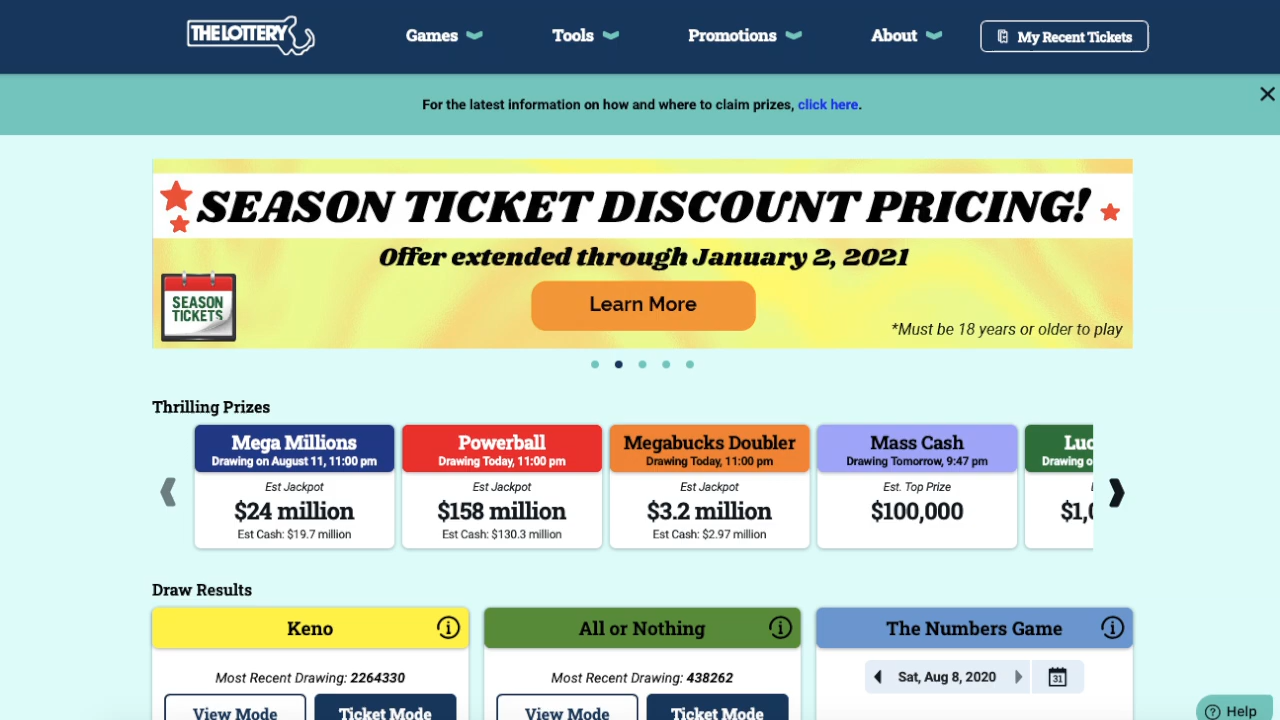 THE LOTTERY
Games
Tools
Promotions
About
My Recent Tickets
For the latest information on how and where to claim prizes, click here.
SEASON TICKET DISCOUNT PRICING!
Offer extended through January 2, 2021
SEASON
TICKETS
Learn More
*Must be 18 years or older to play
Thrilling Prizes
Mega Millions
Drawing on August 11, 11:00 pm
Est Jackpot
$24 million
Est Cash: $19.7 million
Powerball
Drawing Today, 11:00 pm
Est Jackpot
$158 million
Est Cash: $130.3 million
Megabucks Doubler
Drawing Today, 11:00 pm
Est Jackpot
$3.2 million
Est Cash: $2.97 million
Mass Cash
Drawing Tomorrow, 9:47 pm
Est. Top Prize
$100,000
Drawing
Draw Results
Keno
Most Recent Drawing: 2264330
View Mode
Ticket Mode
All or Nothing
Most Recent Drawing: 438262
View Mode
Ticket Mode
The Numbers Game
Sat, Aug 8, 2020
31
Help